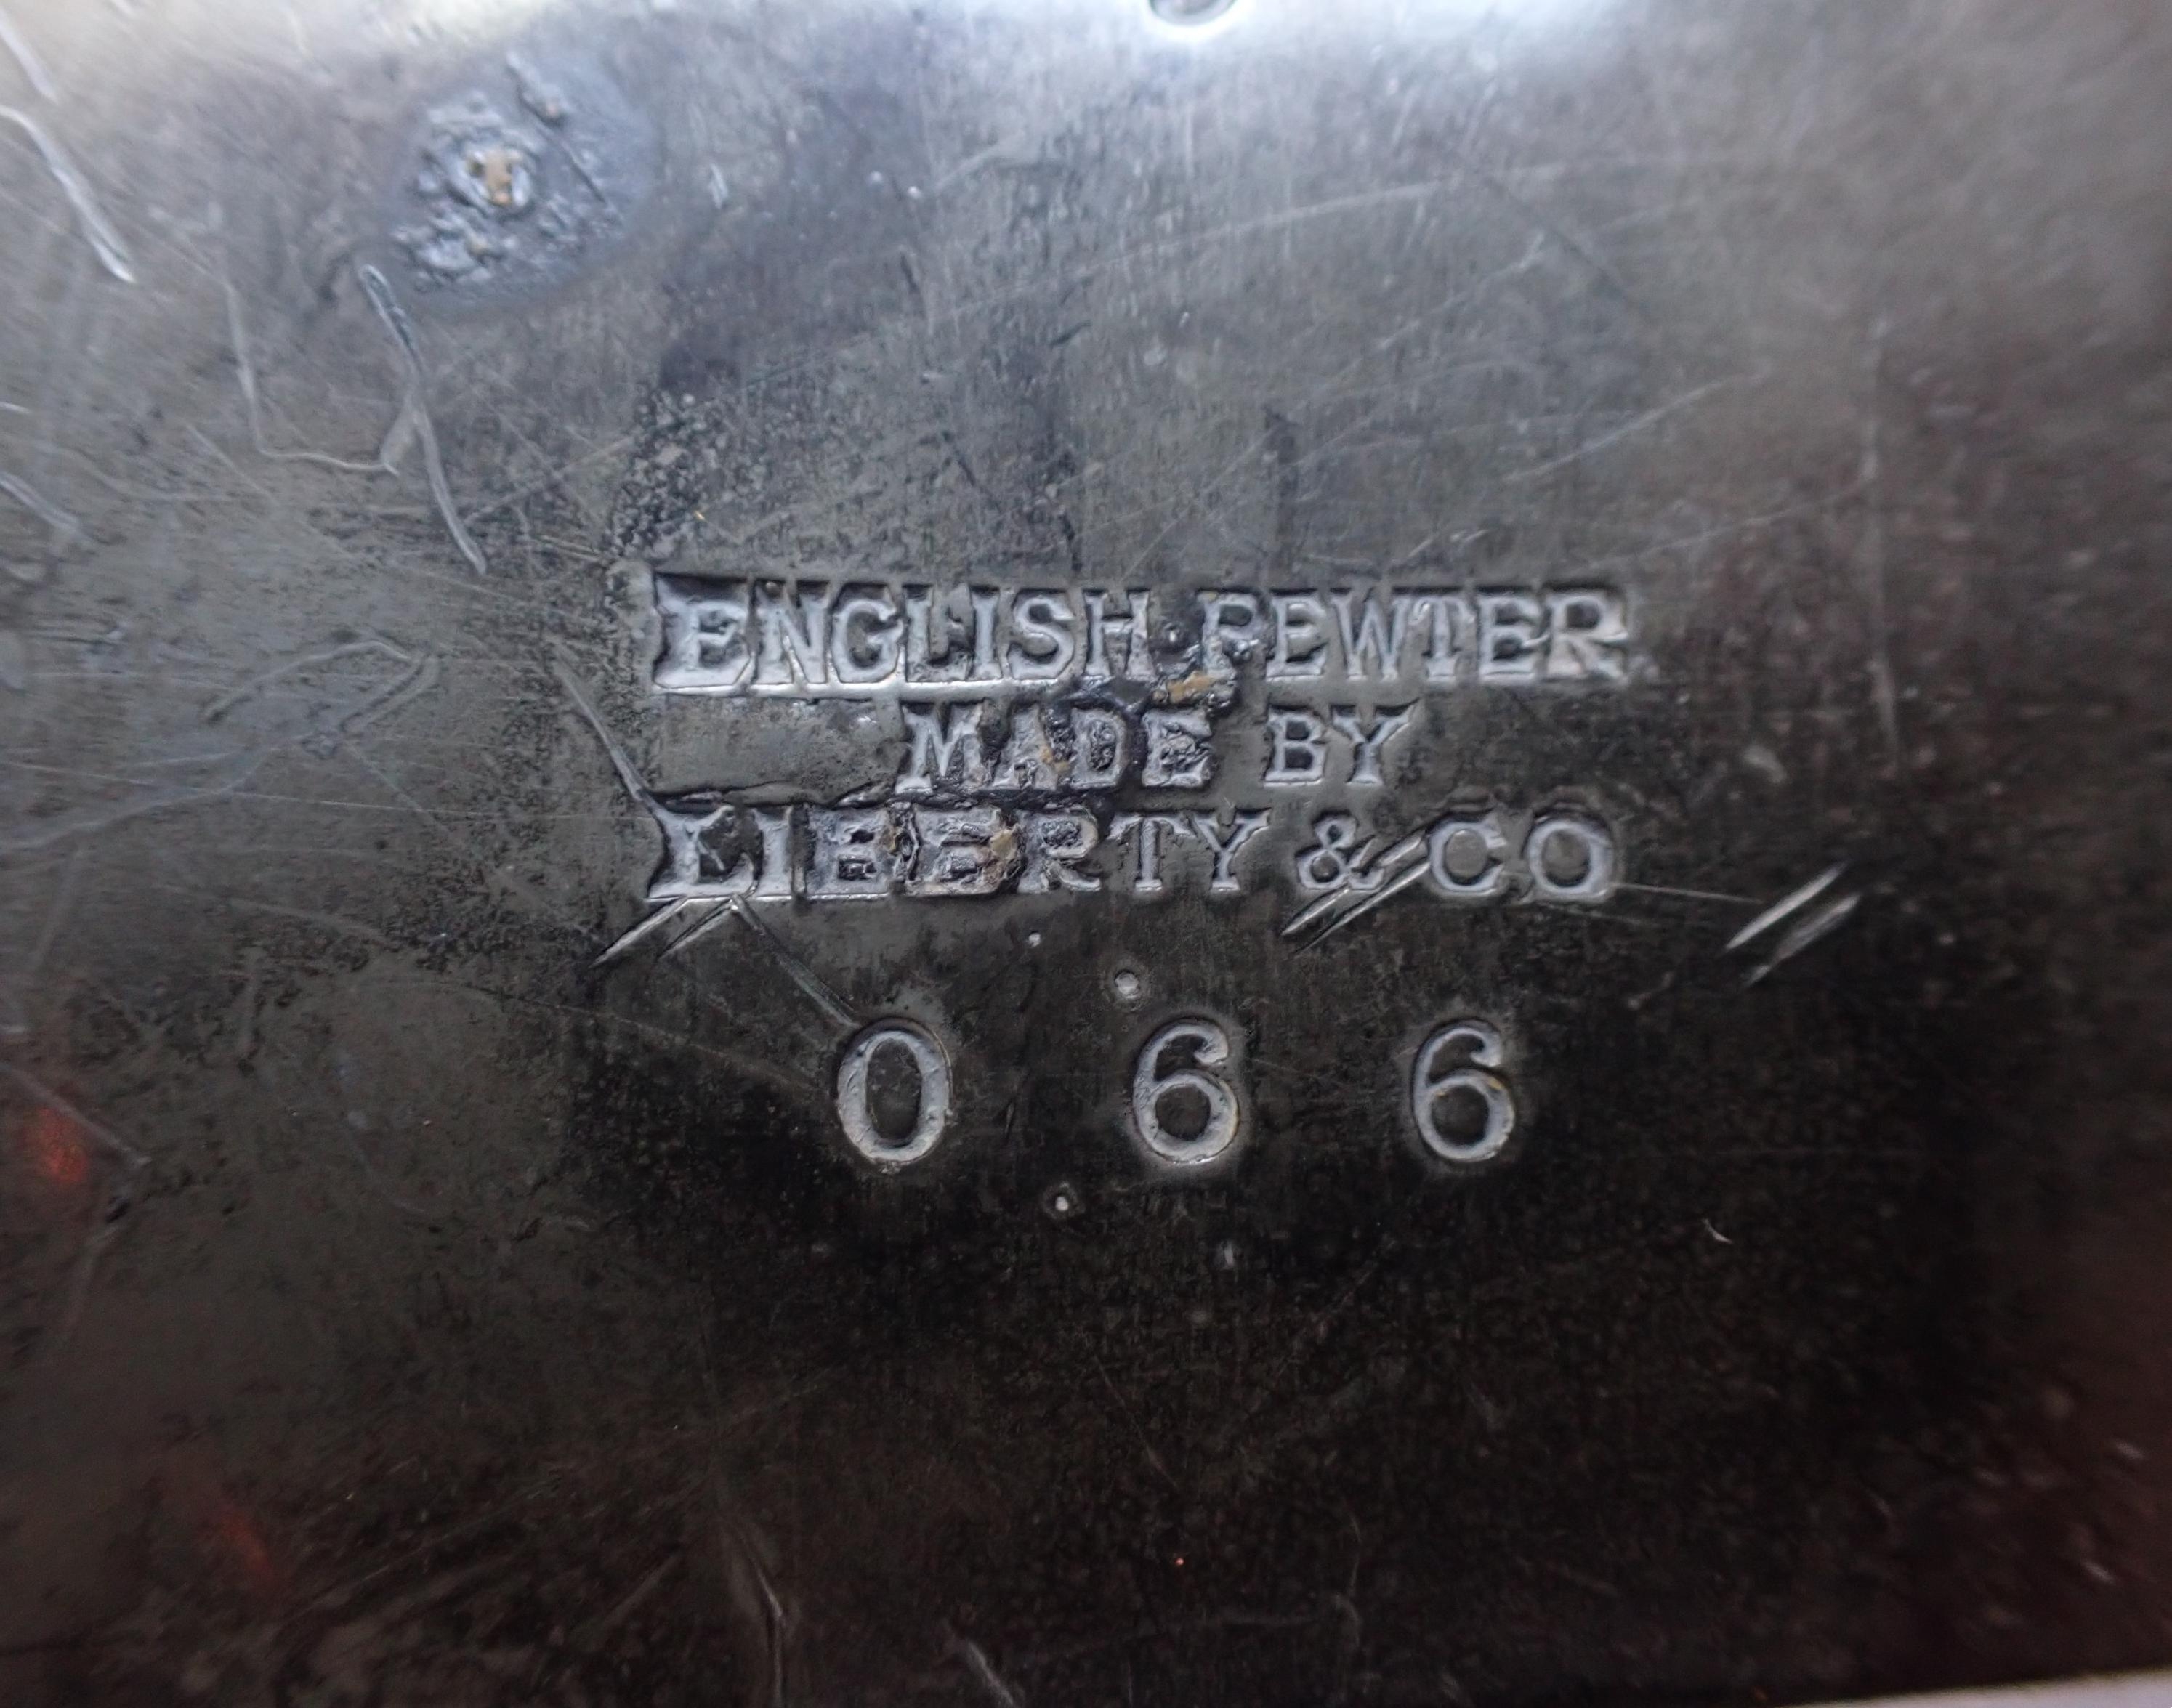 ENGLISH PEWTER
MADE BY
LIBERTY & CO
0 6 6